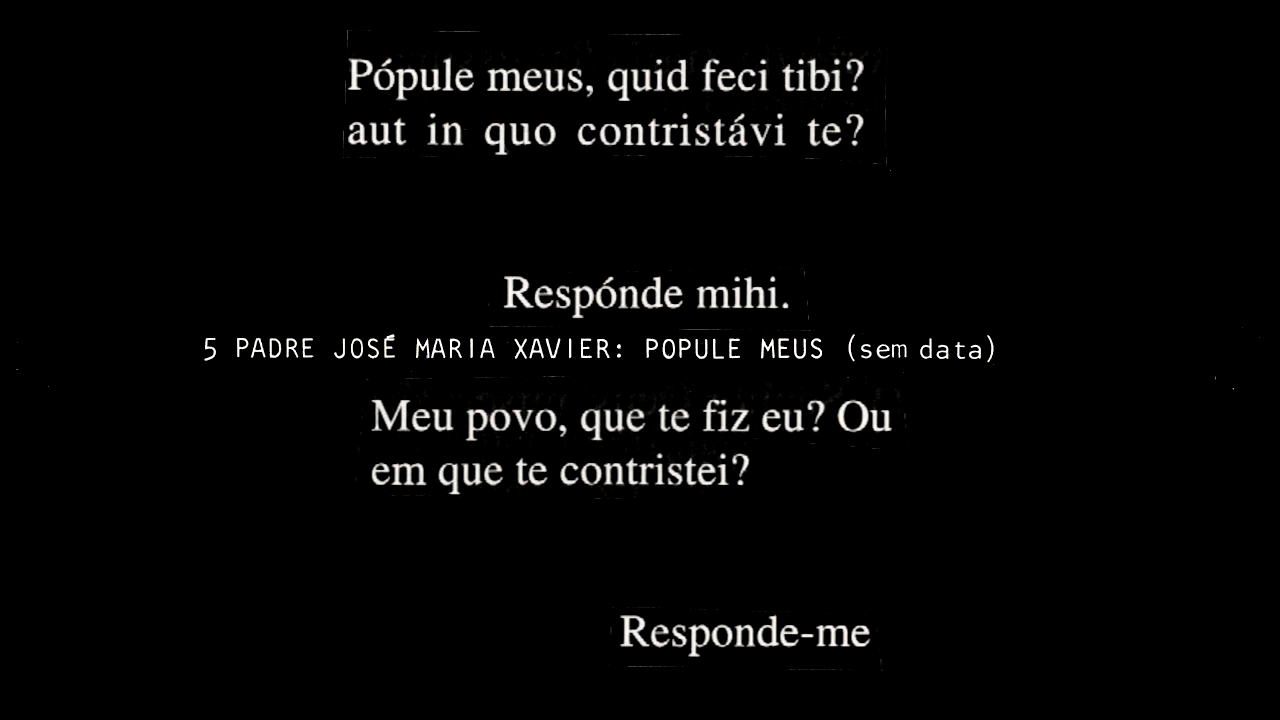 Pópule meus, quid feci tibi?
aut in quo contristávi te?
Respónde mihi.
5 PADRE JOSÉ MARIA XAVIER: POPULE MEUS (sem data)
Meu povo, que te fiz eu? Ou
em que te contristei?
Responde-me